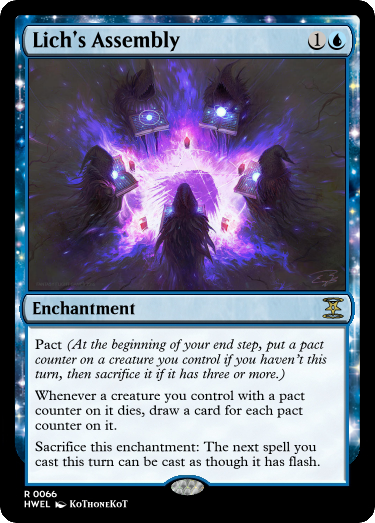 Lich's Assembly
1
Enchantment
Pact (At the beginning of your end step, put a pact
counter on a creature you control if you haven't this
turn, then sacrifice it if it has three or more.)
Whenever a creature you control with a pact
counter on it dies, draw a card for each pact
counter on it.
Sacrifice this enchantment: The next spell you
cast this turn can be cast as though it has flash.
R 0066
HWEL KoThoneKoT